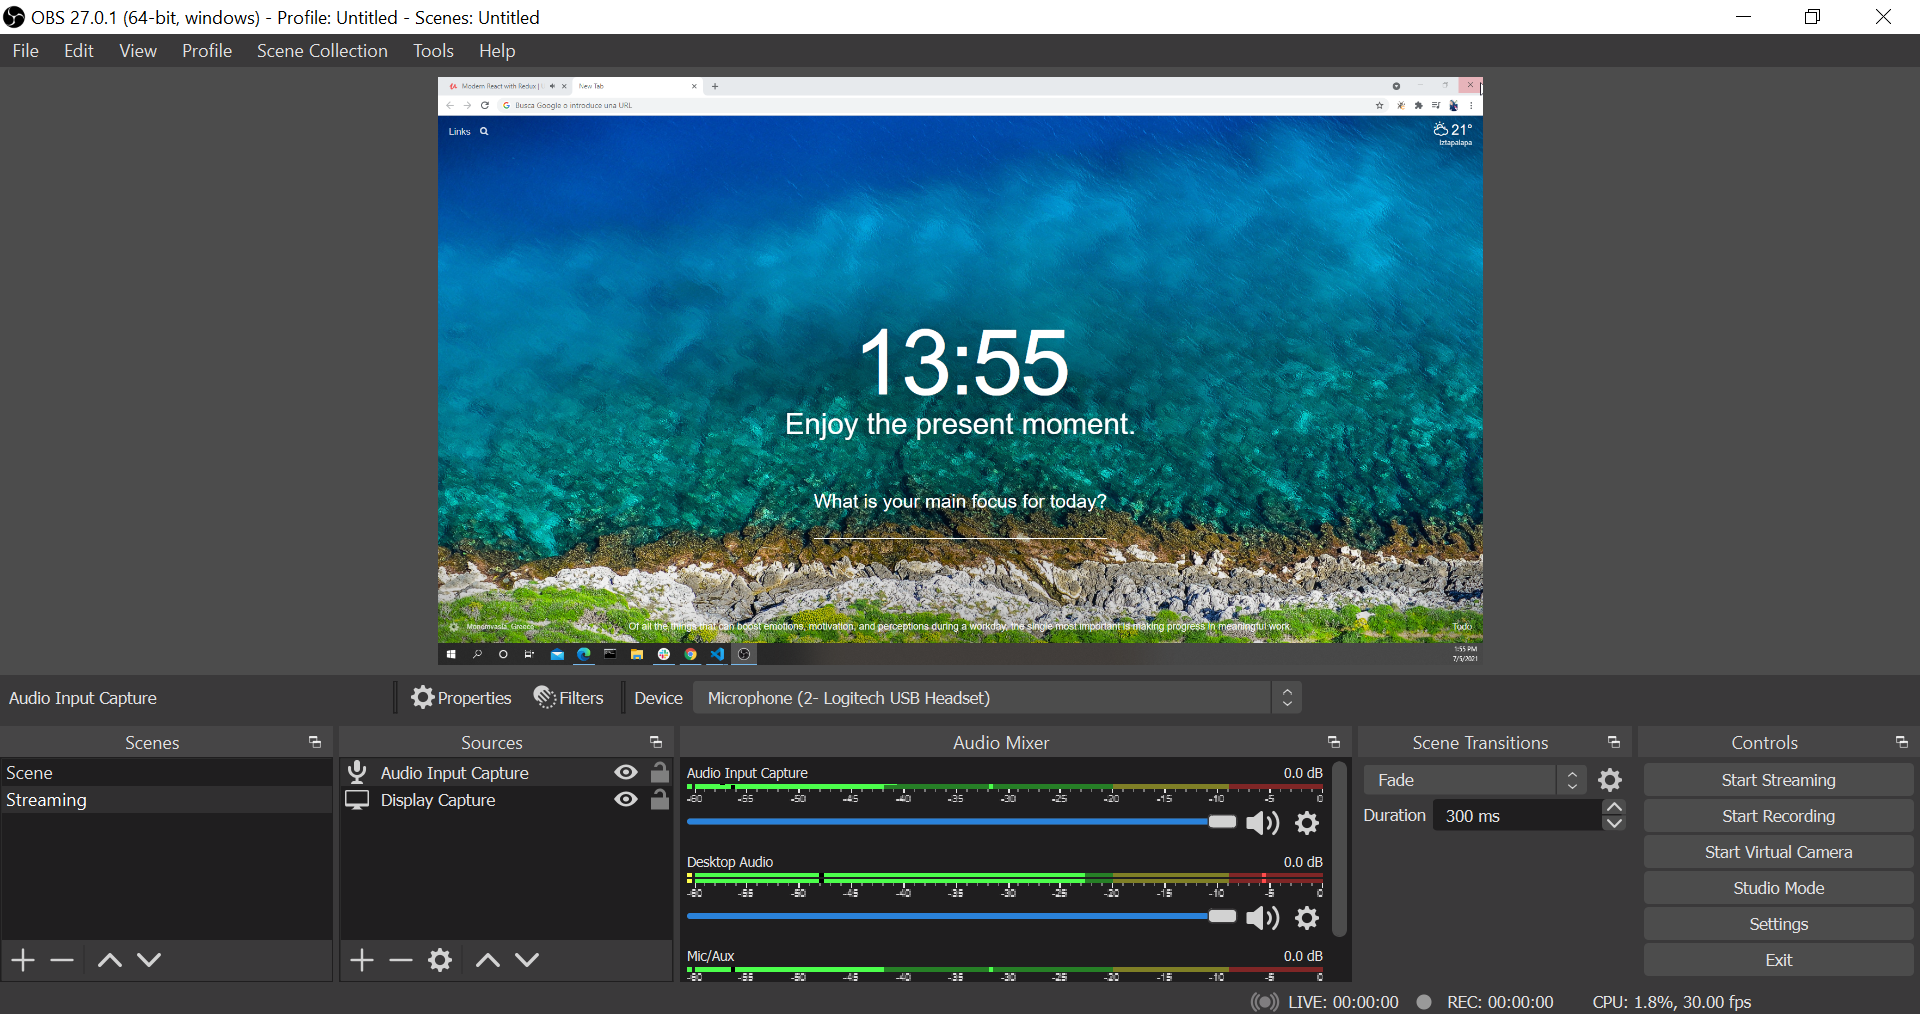 OBS 27.0.1 (64-bit, windows) - Profile: Untitled - Scenes: Untitled
File Edit View Profile Scene Collection Tools Help
Modern React with Redux | New Tab
Busca Google o introduce una URL
Links
21°
Iztapalapa
13:55
Enjoy the present moment.
What is your main focus for today?
Monemvasia, Greece
Of all the things that can boost emotions, motivation, and perceptions during a workday, the single most important is making progress in meaningful work.
Todo
1:55 PM
7/5/2021
Audio Input Capture Properties Filters Device Microphone (2- Logitech USB Headset)
Scenes
Scene
Streaming
Sources
Audio Input Capture
Display Capture
Audio Mixer
Audio Input Capture 0.0 dB
-60 -55 -50 -45 -40 -35 -30 -25 -20 -15 -10 -5 0
Desktop Audio 0.0 dB
-60 -55 -50 -45 -40 -35 -30 -25 -20 -15 -10 -5 0
Mic/Aux 0.0 dB
-60 -55 -50 -45 -40 -35 -30 -25 -20 -15 -10 -5 0
Scene Transitions
Fade
Duration 300 ms
Controls
Start Streaming
Start Recording
Start Virtual Camera
Studio Mode
Settings
Exit
LIVE: 00:00:00 REC: 00:00:00 CPU: 1.8%, 30.00 fps